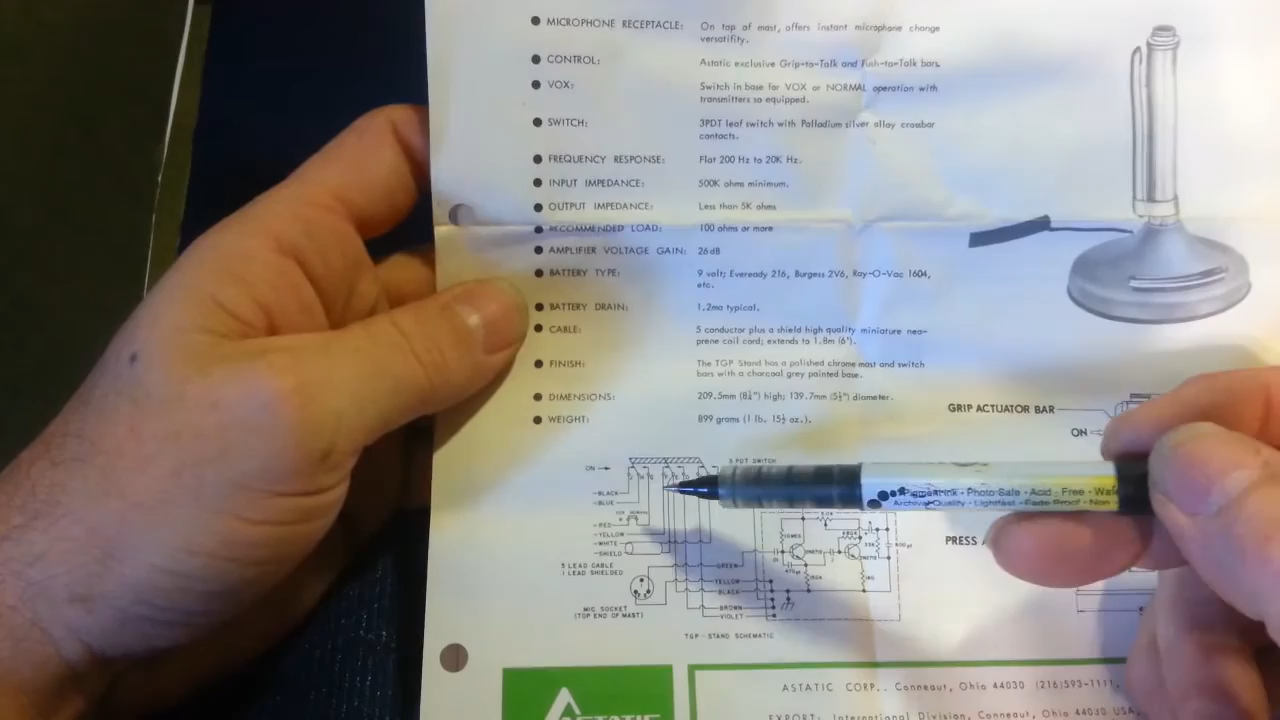 MICROPHONE RECEPTACLE: On top of mast, offers instant microphone change
versatility.
CONTROL: Astatic exclusive Grip-to-Talk and Push-to-Talk bars.
VOX: Switch in base for VOX or NORMAL operation with
transmitters so equipped.
SWITCH: 3PDT leaf switch with Palladium silver alloy crossbar
contacts.
FREQUENCY RESPONSE: Flat 200 Hz to 20K Hz.
INPUT IMPEDANCE: 500K ohms minimum.
OUTPUT IMPEDANCE: Less than 5K ohms
RECOMMENDED LOAD: 100 ohms or more
AMPLIFIER VOLTAGE GAIN: 26 dB
BATTERY TYPE: 9 volt; Eveready 216, Burgess 2V6, Ray-O-Vac 1604,
etc.
BATTERY DRAIN: 1.2ma typical.
CABLE: 5 conductor plus a shield high quality miniature neo-
prene coil cord; extends to 1.8m (6').
FINISH: The TGP Stand has a polished chrome mast and switch
bars with a charcoal grey painted base.
DIMENSIONS: 209.5mm (8¼") high; 139.7mm (5½") diameter.
WEIGHT: 899 grams (1 lb. 15½ oz.).
GRIP ACTUATOR BAR
ON
PRESS
ON
PDT SWITCH
BLACK
BLUE
RED
YELLOW
WHITE
SHIELD
5 LEAD CABLE
1 LEAD SHIELDED
MIC SOCKET
(TOP END OF MAST)
GREEN
YELLOW
BLACK
BROWN
VIOLET
TGP-STAND SCHEMATIC
Pigment Ink • Photo Safe • Acid - Free -
Archival Quality - Lightfast - Fade Proof - Non
ASTATIC
ASTATIC CORP., Conneaut, Ohio 44030 (216)593-1111,
EXPORT: International Division, Conneaut, Ohio 44030 USA,